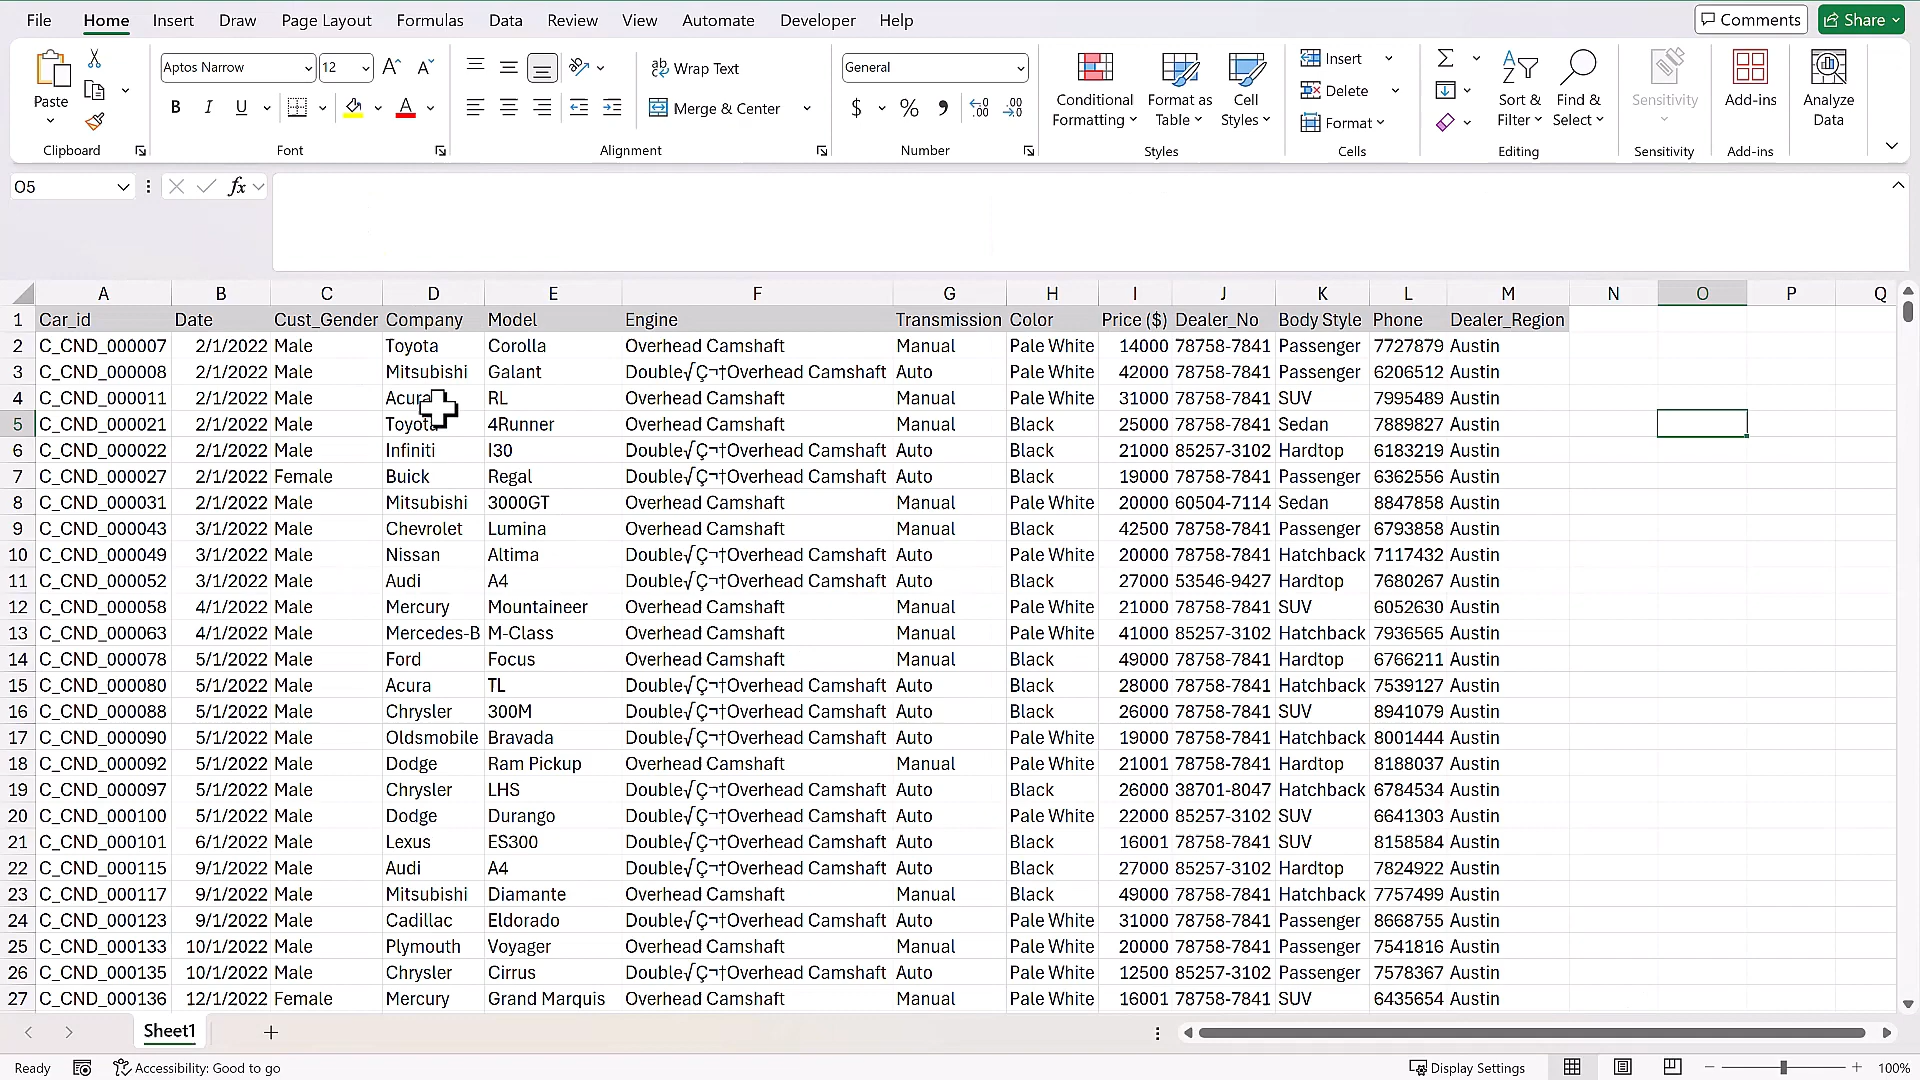 File Home Insert Draw Page Layout Formulas Data Review View Automate Developer Help Comments Share
Paste Aptos Narrow 12 Wrap Text General Conditional Formatting Format as Table Cell Styles Insert Sort & Filter Find & Select Sensitivity Add-ins Analyze Data
B I U Merge & Center $ % Delete
Format
Clipboard Font Alignment Number Styles Cells Editing Sensitivity Add-ins
O5 fx
A B C D E F G H I J K L M N O P Q
1 Car_id Date Cust_Gender Company Model Engine Transmission Color Price ($) Dealer_No Body Style Phone Dealer_Region
2 C_CND_000007 2/1/2022 Male Toyota Corolla Overhead Camshaft Manual Pale White 14000 78758-7841 Passenger 7727879 Austin
3 C_CND_000008 2/1/2022 Male Mitsubishi Galant Double√Ç¬†Overhead Camshaft Auto Pale White 42000 78758-7841 Passenger 6206512 Austin
4 C_CND_000011 2/1/2022 Male Acura RL Overhead Camshaft Manual Pale White 31000 78758-7841 SUV 7995489 Austin
5 C_CND_000021 2/1/2022 Male Toyota 4Runner Overhead Camshaft Manual Black 25000 78758-7841 Sedan 7889827 Austin
6 C_CND_000022 2/1/2022 Male Infiniti I30 Double√Ç¬†Overhead Camshaft Auto Black 21000 85257-3102 Hardtop 6183219 Austin
7 C_CND_000027 2/1/2022 Female Buick Regal Double√Ç¬†Overhead Camshaft Auto Black 19000 78758-7841 Passenger 6362556 Austin
8 C_CND_000031 2/1/2022 Male Mitsubishi 3000GT Overhead Camshaft Manual Pale White 20000 60504-7114 Sedan 8847858 Austin
9 C_CND_000043 3/1/2022 Male Chevrolet Lumina Overhead Camshaft Manual Black 42500 78758-7841 Passenger 6793858 Austin
10 C_CND_000049 3/1/2022 Male Nissan Altima Double√Ç¬†Overhead Camshaft Auto Pale White 20000 78758-7841 Hatchback 7117432 Austin
11 C_CND_000052 3/1/2022 Male Audi A4 Double√Ç¬†Overhead Camshaft Auto Black 27000 53546-9427 Hardtop 7680267 Austin
12 C_CND_000058 4/1/2022 Male Mercury Mountaineer Overhead Camshaft Manual Pale White 21000 78758-7841 SUV 6052630 Austin
13 C_CND_000063 4/1/2022 Male Mercedes-B M-Class Overhead Camshaft Manual Pale White 41000 85257-3102 Hatchback 7936565 Austin
14 C_CND_000078 5/1/2022 Male Ford Focus Overhead Camshaft Manual Black 49000 78758-7841 Hardtop 6766211 Austin
15 C_CND_000080 5/1/2022 Male Acura TL Double√Ç¬†Overhead Camshaft Auto Black 28000 78758-7841 Hatchback 7539127 Austin
16 C_CND_000088 5/1/2022 Male Chrysler 300M Double√Ç¬†Overhead Camshaft Auto Black 26000 78758-7841 SUV 8941079 Austin
17 C_CND_000090 5/1/2022 Male Oldsmobile Bravada Double√Ç¬†Overhead Camshaft Auto Pale White 19000 78758-7841 Hatchback 8001444 Austin
18 C_CND_000092 5/1/2022 Male Dodge Ram Pickup Overhead Camshaft Manual Pale White 21001 78758-7841 Hardtop 8188037 Austin
19 C_CND_000097 5/1/2022 Male Chrysler LHS Double√Ç¬†Overhead Camshaft Auto Black 26000 38701-8047 Hatchback 6784534 Austin
20 C_CND_000100 5/1/2022 Male Dodge Durango Double√Ç¬†Overhead Camshaft Auto Pale White 22000 85257-3102 SUV 6641303 Austin
21 C_CND_000101 6/1/2022 Male Lexus ES300 Double√Ç¬†Overhead Camshaft Auto Black 16001 78758-7841 SUV 8158584 Austin
22 C_CND_000115 9/1/2022 Male Audi A4 Double√Ç¬†Overhead Camshaft Auto Black 27000 85257-3102 Hardtop 7824922 Austin
23 C_CND_000117 9/1/2022 Male Mitsubishi Diamante Overhead Camshaft Manual Black 49000 78758-7841 Hatchback 7757499 Austin
24 C_CND_000123 9/1/2022 Male Cadillac Eldorado Double√Ç¬†Overhead Camshaft Auto Pale White 31000 78758-7841 Passenger 8668755 Austin
25 C_CND_000133 10/1/2022 Male Plymouth Voyager Overhead Camshaft Manual Pale White 20000 78758-7841 Passenger 7541816 Austin
26 C_CND_000135 10/1/2022 Male Chrysler Cirrus Double√Ç¬†Overhead Camshaft Auto Pale White 12500 85257-3102 Passenger 7578367 Austin
27 C_CND_000136 12/1/2022 Female Mercury Grand Marquis Overhead Camshaft Manual Pale White 16001 78758-7841 SUV 6435654 Austin
Sheet1
Ready Accessibility: Good to go Display Settings 100%